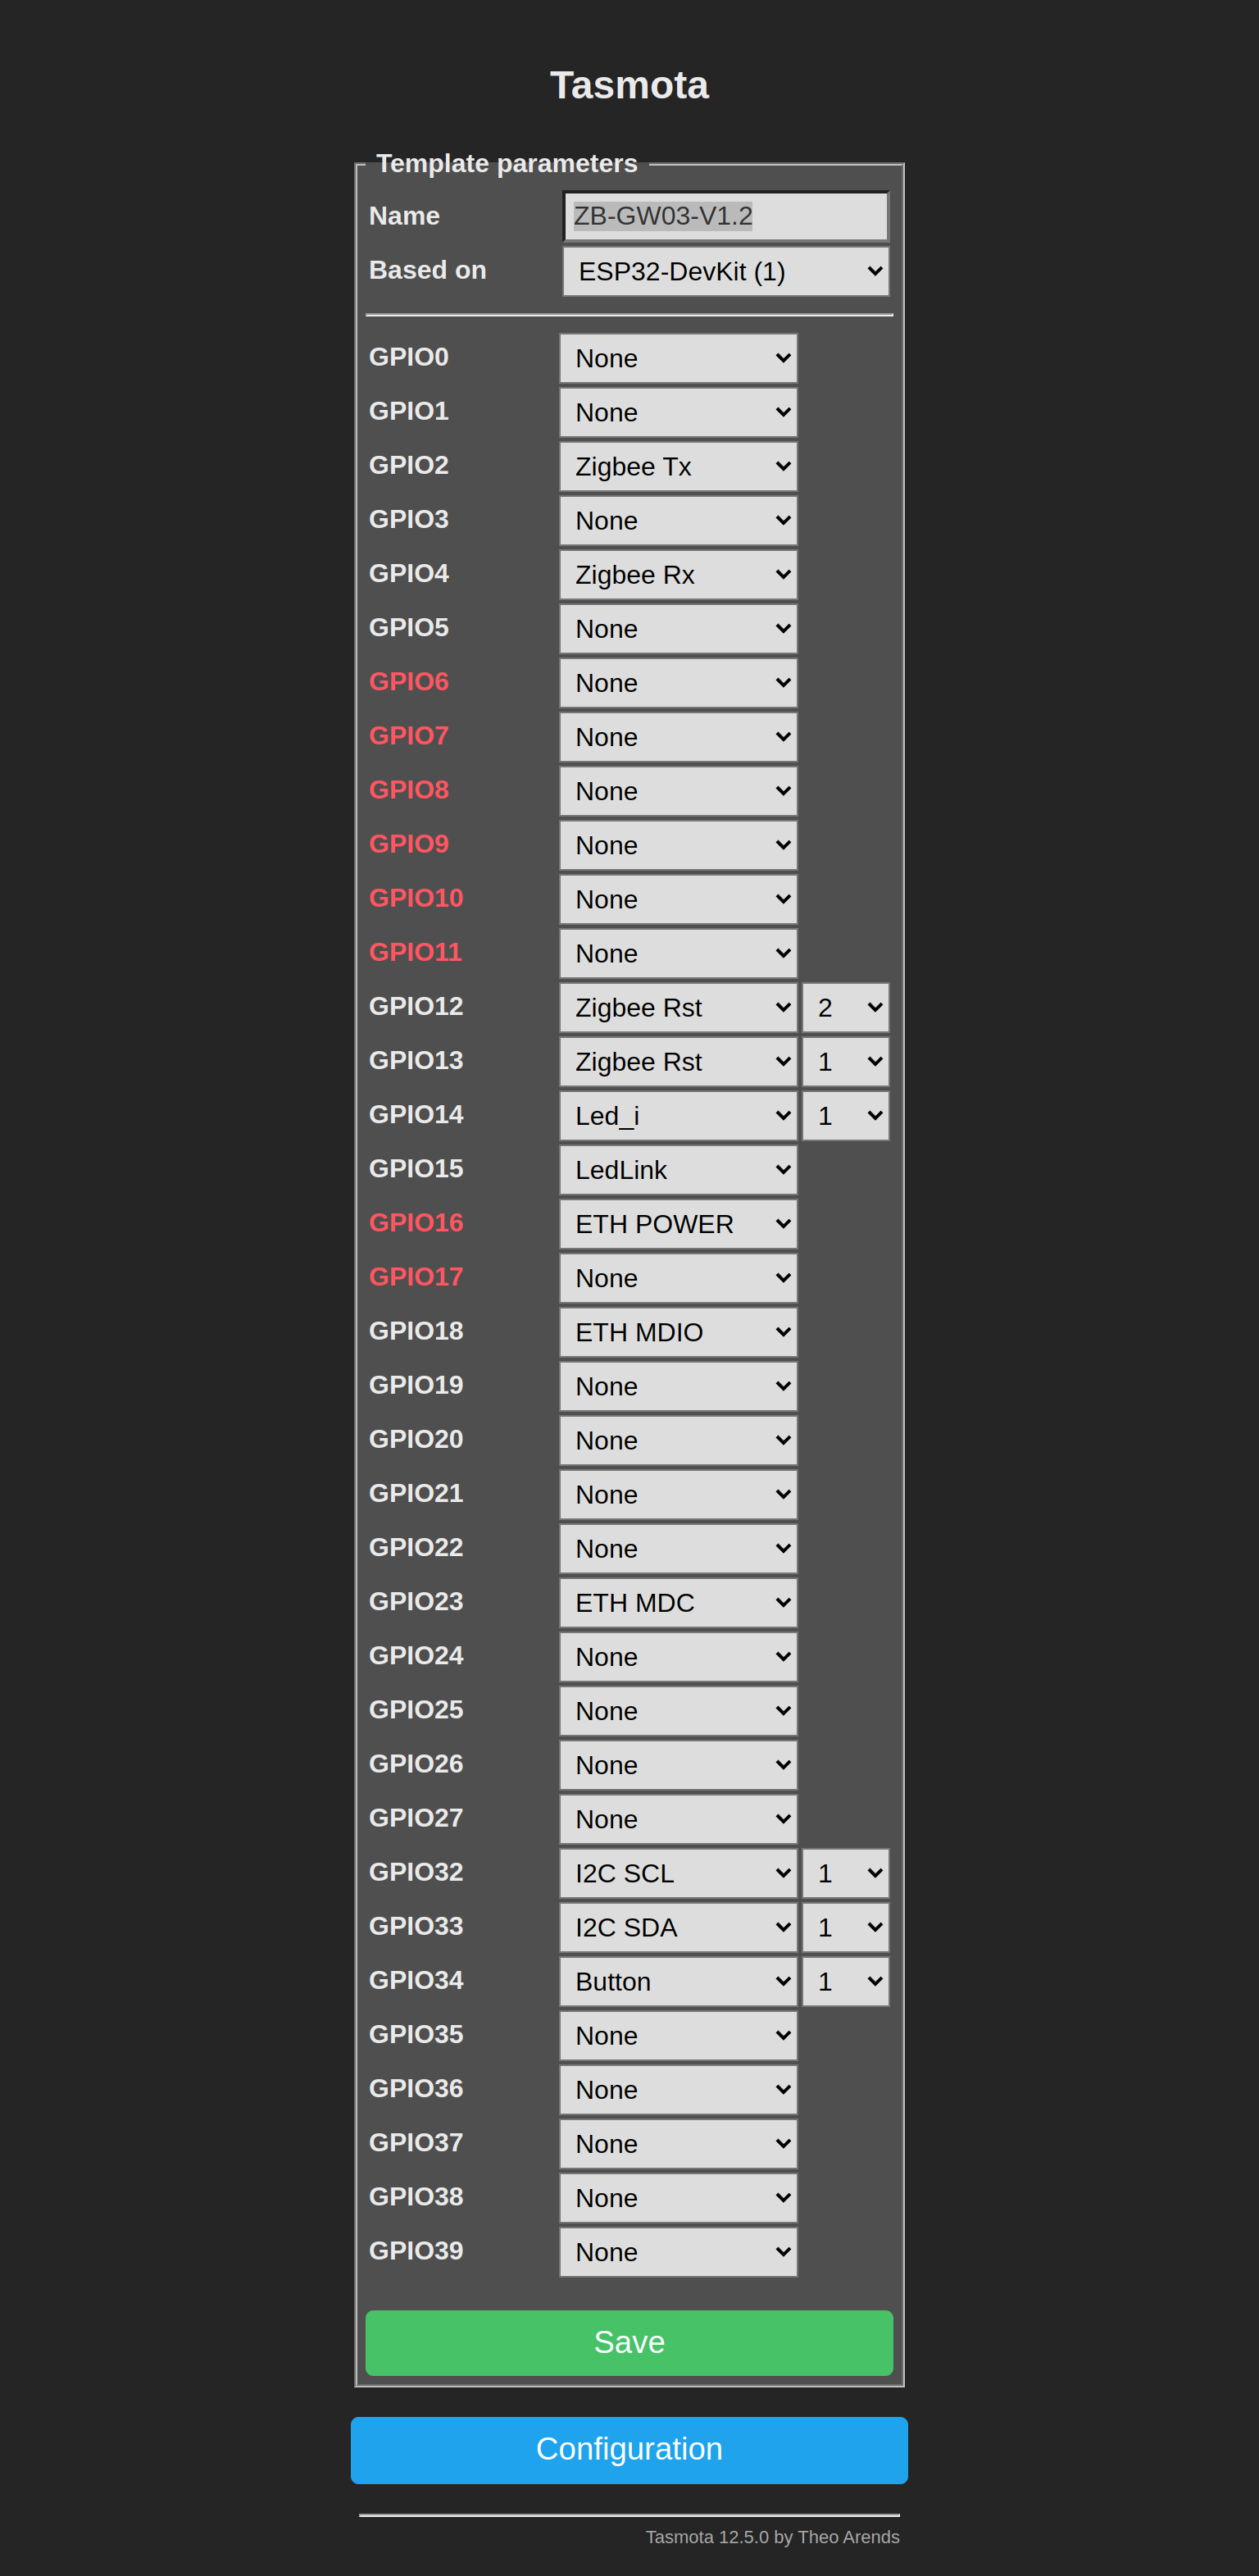 Tasmota
Template parameters
Name ZB-GW03-V1.2
Based on ESP32-DevKit (1)
GPIO0 None
GPIO1 None
GPIO2 Zigbee Tx
GPIO3 None
GPIO4 Zigbee Rx
GPIO5 None
GPIO6 None
GPIO7 None
GPIO8 None
GPIO9 None
GPIO10 None
GPIO11 None
GPIO12 Zigbee Rst 2
GPIO13 Zigbee Rst 1
GPIO14 Led_i 1
GPIO15 LedLink
GPIO16 ETH POWER
GPIO17 None
GPIO18 ETH MDIO
GPIO19 None
GPIO20 None
GPIO21 None
GPIO22 None
GPIO23 ETH MDC
GPIO24 None
GPIO25 None
GPIO26 None
GPIO27 None
GPIO32 I2C SCL 1
GPIO33 I2C SDA 1
GPIO34 Button 1
GPIO35 None
GPIO36 None
GPIO37 None
GPIO38 None
GPIO39 None
Save
Configuration
Tasmota 12.5.0 by Theo Arends